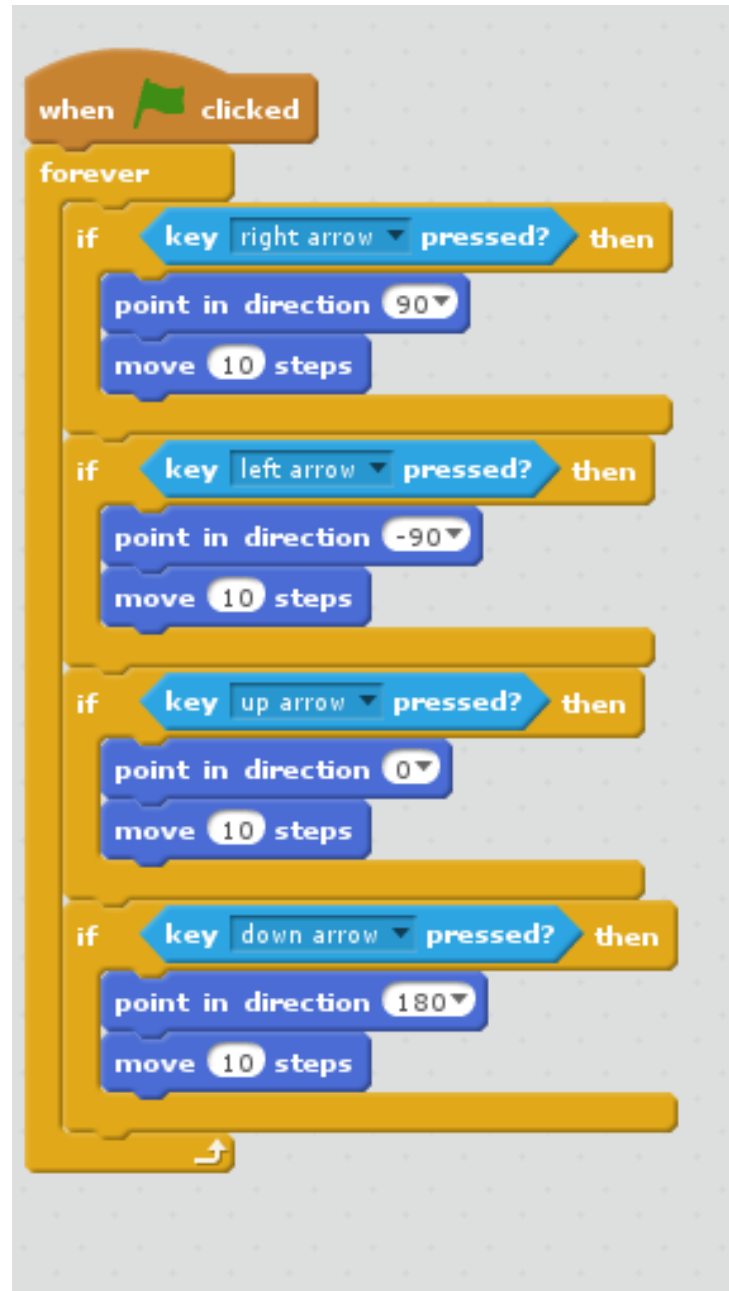 when clicked
forever
if key right arrow pressed? then
point in direction 90
move 10 steps
if key left arrow pressed? then
point in direction -90
move 10 steps
if key up arrow pressed? then
point in direction 0
move 10 steps
if key down arrow pressed? then
point in direction 180
move 10 steps